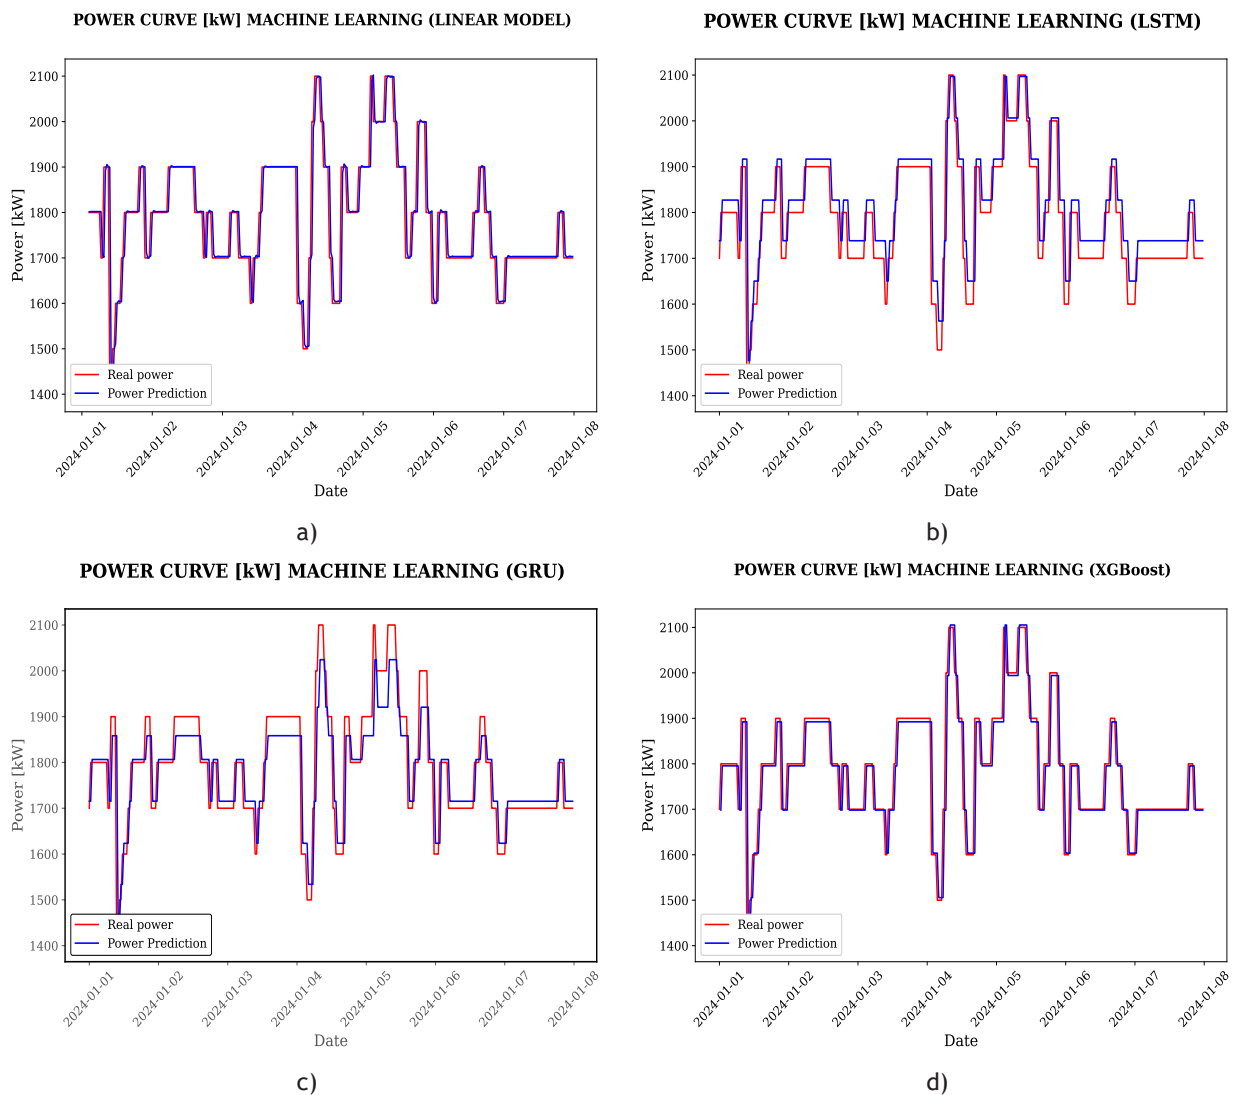 POWER CURVE [kW] MACHINE LEARNING (LINEAR MODEL)
Power [kW]
2100
2000
1900
1800
1700
1600
1500
1400
Real power
Power Prediction
2024-01-01
2024-01-02
2024-01-03
2024-01-04
2024-01-05
2024-01-06
2024-01-07
2024-01-08
Date
a)
POWER CURVE [kW] MACHINE LEARNING (LSTM)
Power [kW]
2100
2000
1900
1800
1700
1600
1500
1400
Real power
Power Prediction
2024-01-01
2024-01-02
2024-01-03
2024-01-04
2024-01-05
2024-01-06
2024-01-07
2024-01-08
Date
b)
POWER CURVE [kW] MACHINE LEARNING (GRU)
Power [kW]
2100
2000
1900
1800
1700
1600
1500
1400
Real power
Power Prediction
2024-01-01
2024-01-02
2024-01-03
2024-01-04
2024-01-05
2024-01-06
2024-01-07
2024-01-08
Date
c)
POWER CURVE [kW] MACHINE LEARNING (XGBoost)
Power [kW]
2100
2000
1900
1800
1700
1600
1500
1400
Real power
Power Prediction
2024-01-01
2024-01-02
2024-01-03
2024-01-04
2024-01-05
2024-01-06
2024-01-07
2024-01-08
Date
d)